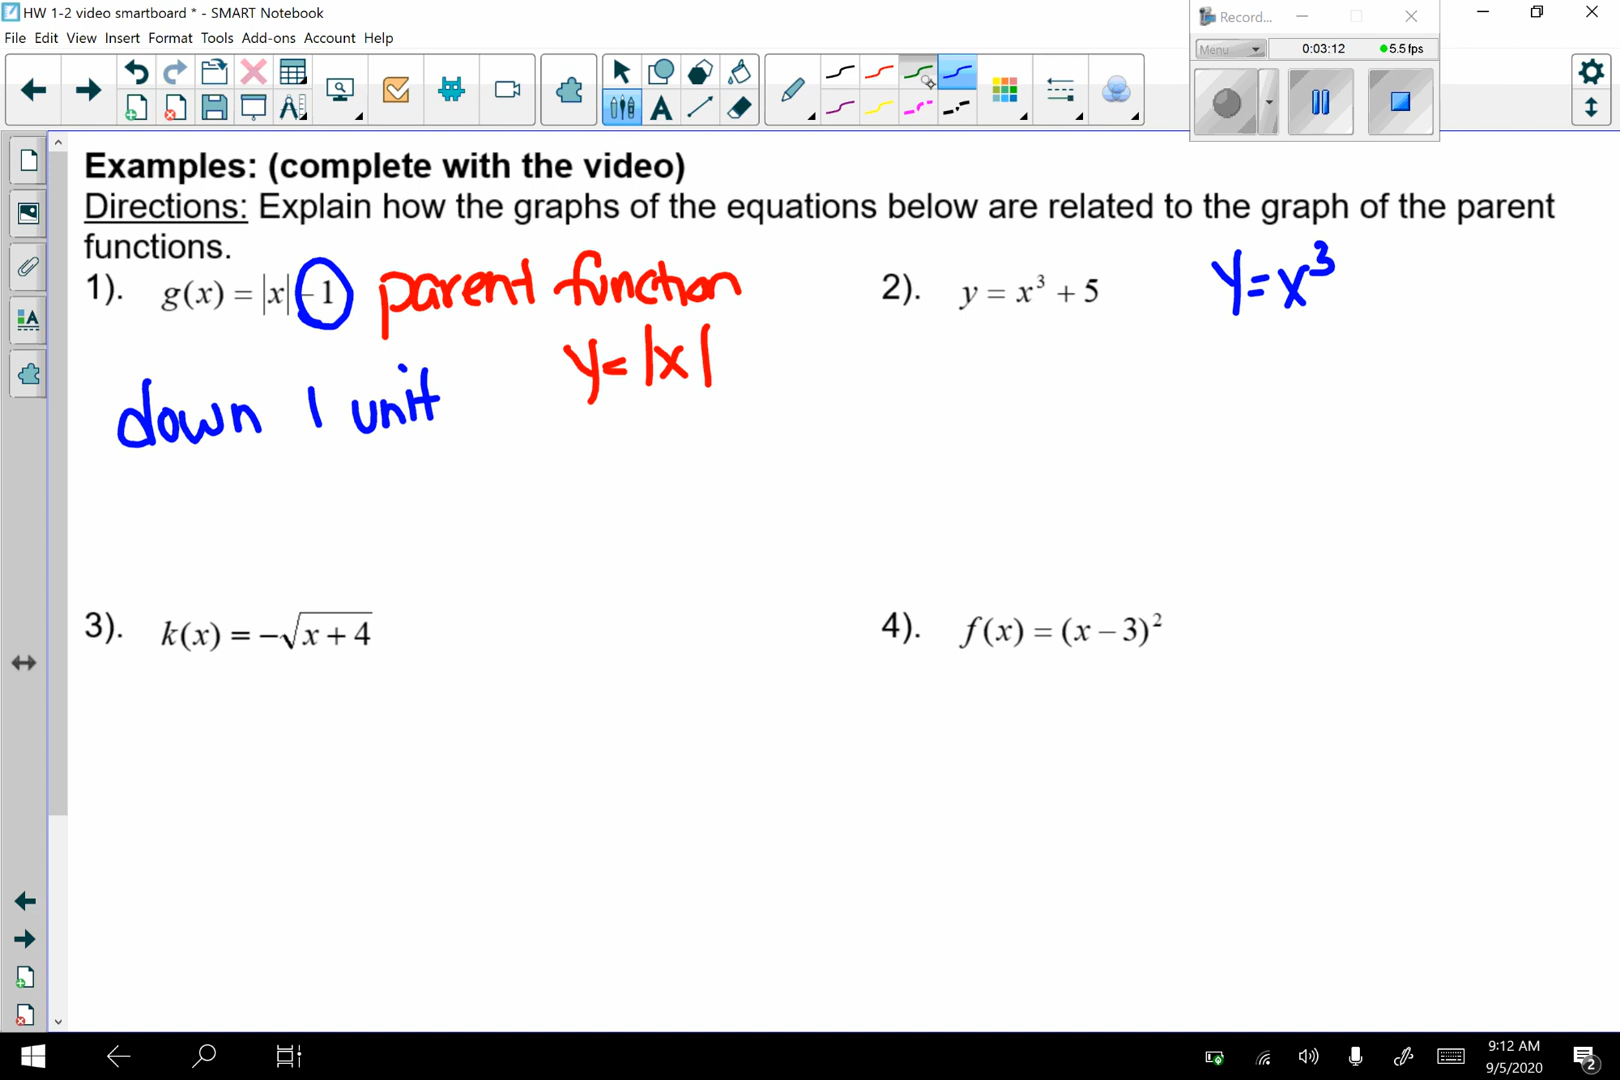 HW 1-2 video smartboard * - SMART Notebook
Record...
File Edit View Insert Format Tools Add-ons Account Help
Menu
0:03:12
5.5 fps
Examples: (complete with the video)
Directions: Explain how the graphs of the equations below are related to the graph of the parent
functions.
1). g(x) = |x| – 1
parent function
y = |x|
down 1 unit
2). y = x³ + 5
y = x³
3). k(x) = –√(x + 4)
4). f(x) = (x – 3)²
9:12 AM
9/5/2020
2